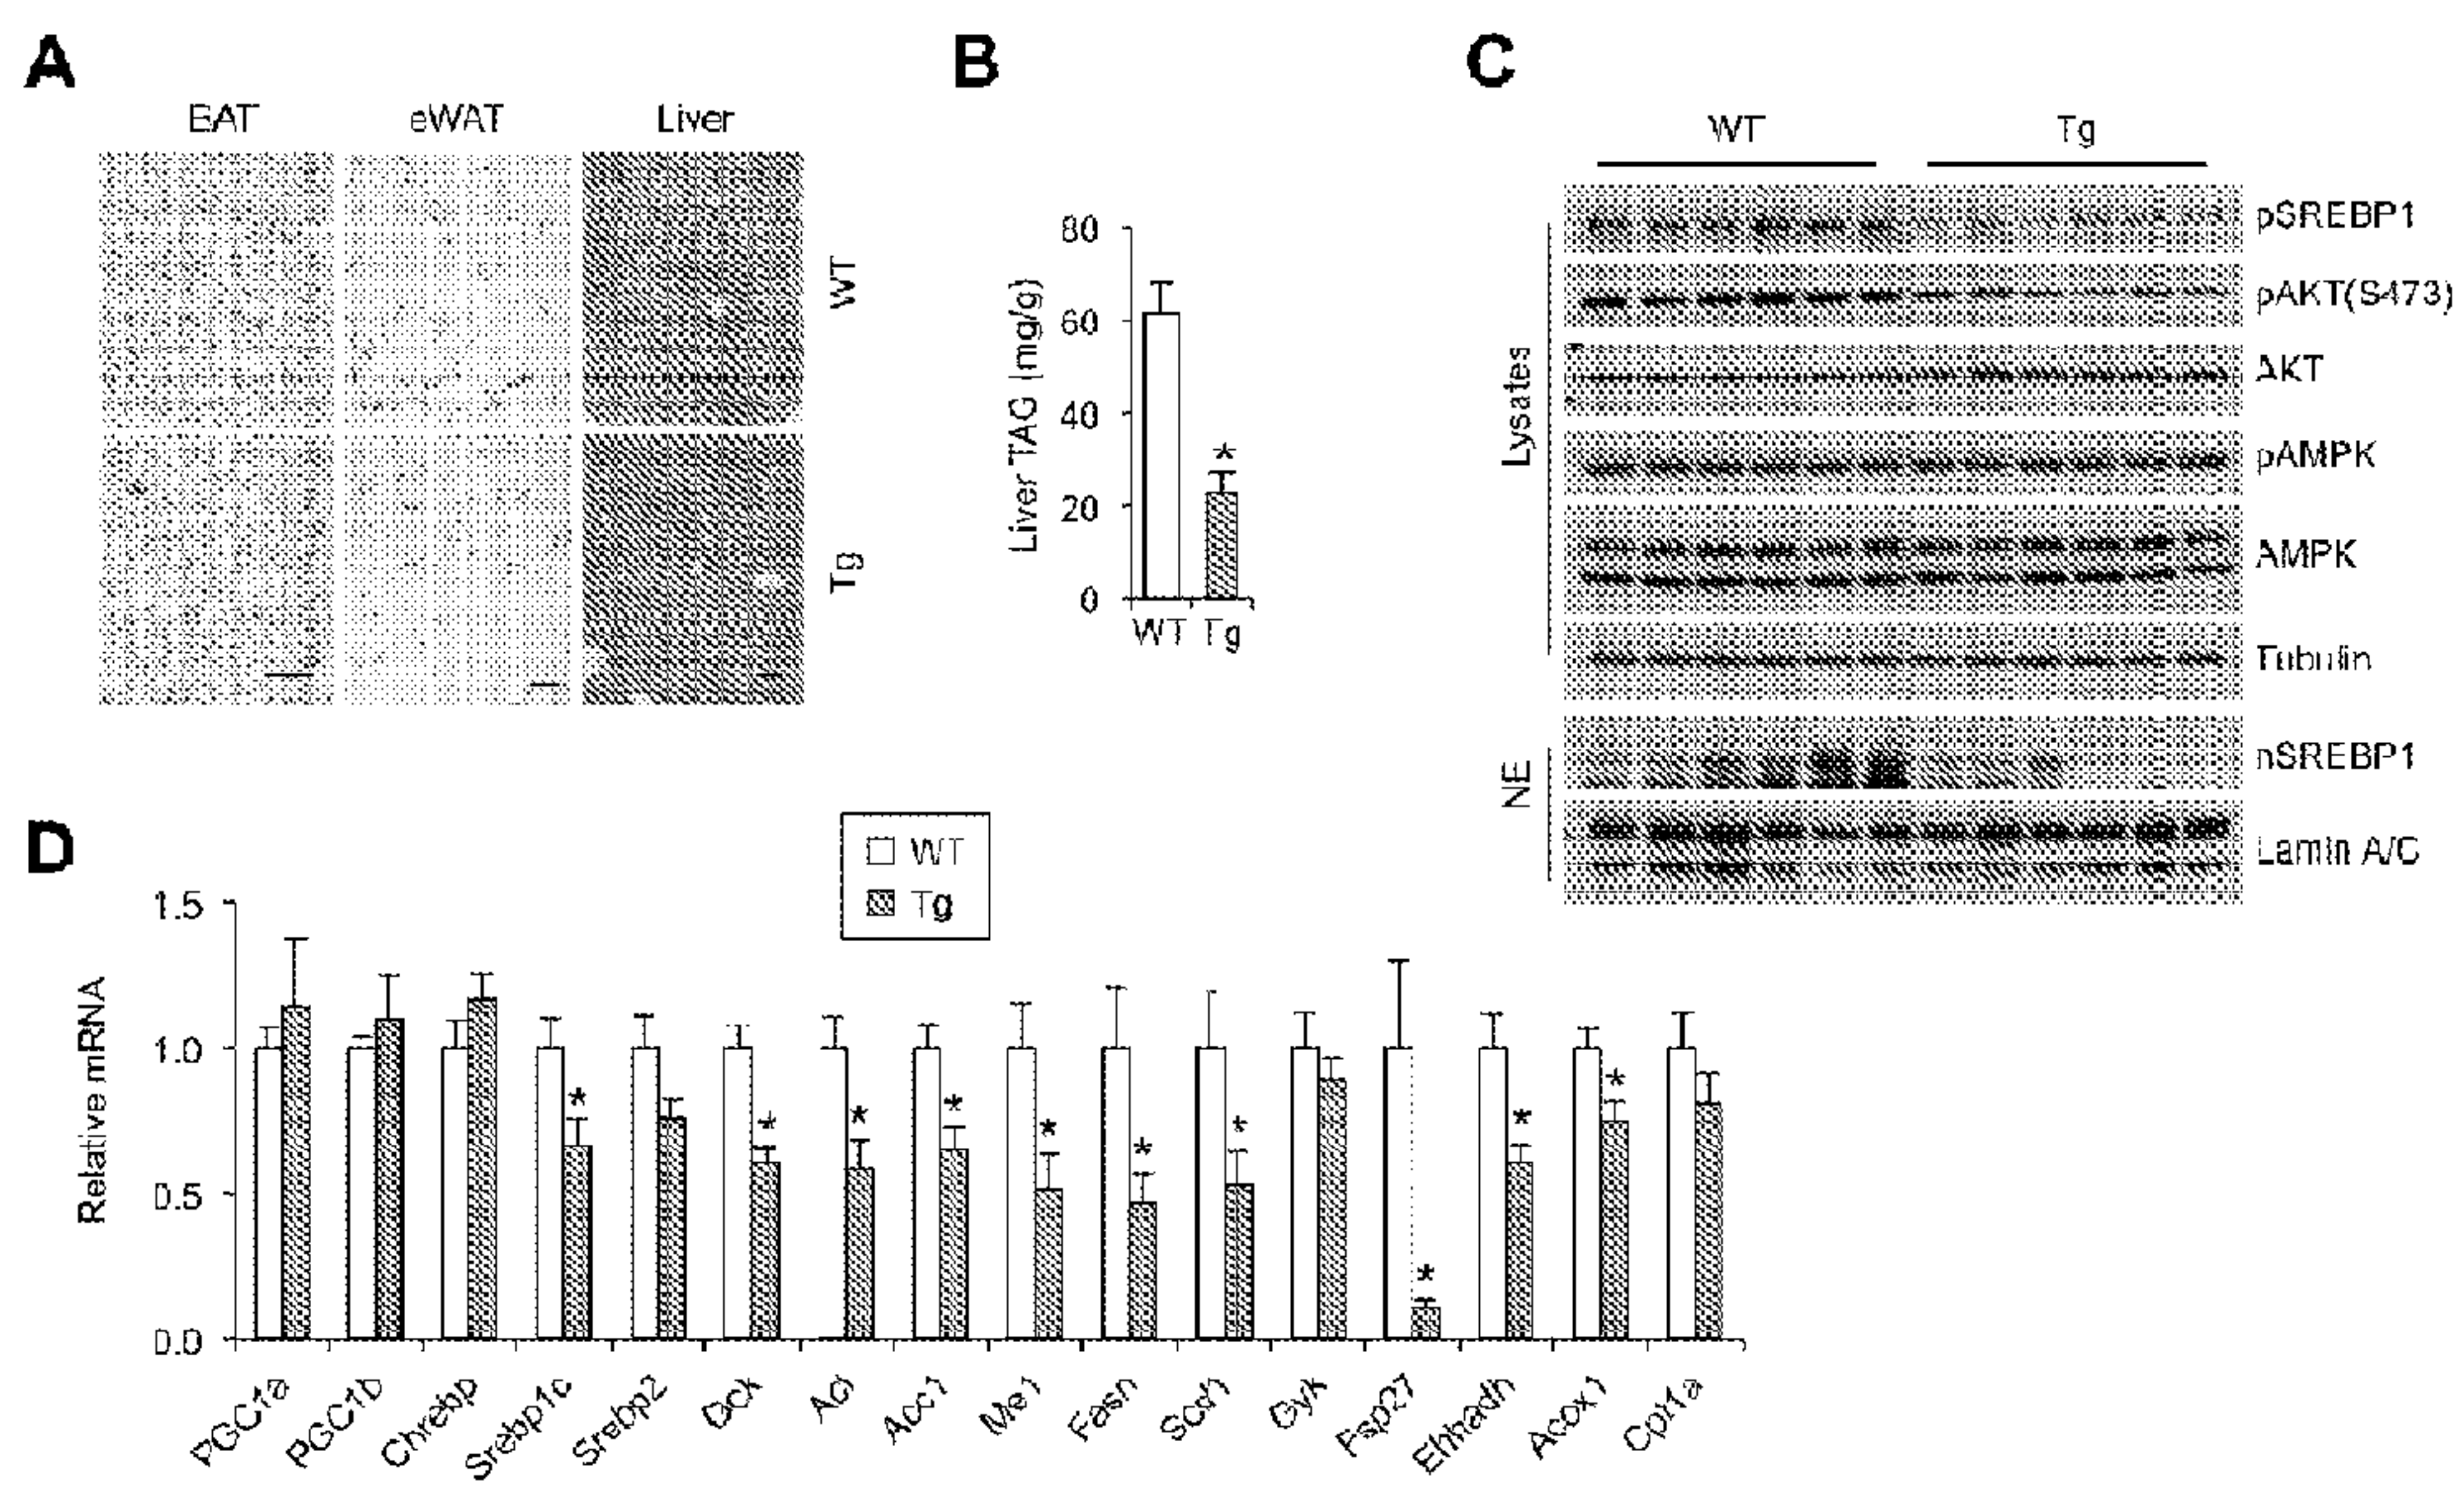 A
BAT eWAT Liver
WT
Tg
B
Liver TAG (mg/g)
80
60
40
20
0
WT Tg
*
C
WT Tg
Lysates
pSREBP1
pAKT(S473)
AKT
pAMPK
AMPK
Tubulin
NE
nSREBP1
Lamin A/C
D
WT
Tg
Relative mRNA
1.5
1.0
0.5
0.0
* * * * * * * * * *
PGC1a PGC1b Chrebp Srebp1c Srebp2 Gck Acl Acc1 Me1 Fasn Scd1 Gyk Fsp27 Ehhadh Acox1 Cpt1a